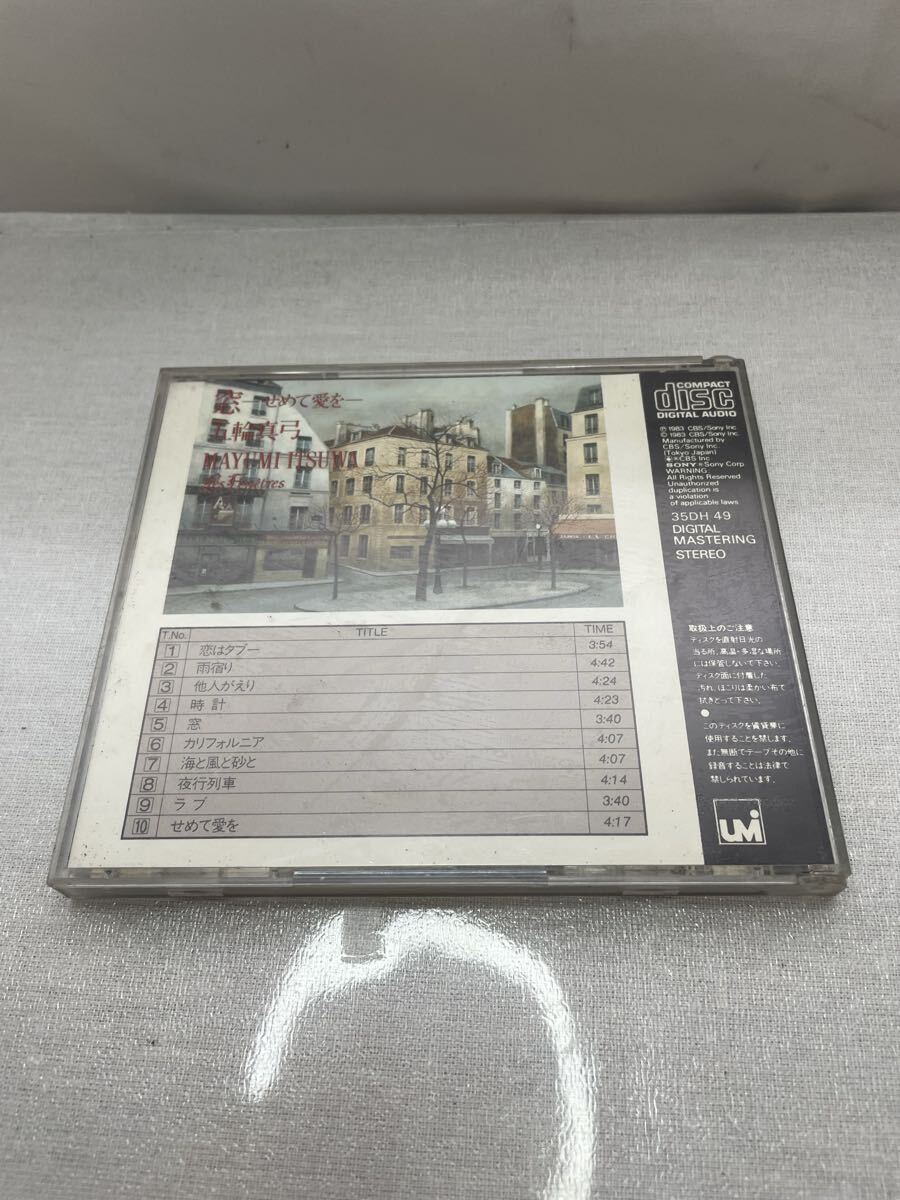 窓—せめて愛を—
五輪真弓
MAYUMI ITSUWA
Les Fenêtres
T.No. TITLE TIME
1 恋はタブー 3:54
2 雨宿り 4:42
3 他人がえり 4:24
4 時計 4:23
5 窓 3:40
6 カリフォルニア 4:07
7 海と風と砂と 4:07
8 夜行列車 4:14
9 ラブ 3:40
10 せめて愛を 4:17
COMPACT
disc
DIGITAL AUDIO
℗ 1983 CBS/Sony Inc.
© 1983 CBS/Sony Inc.
Manufactured by
CBS/Sony Inc.
(Tokyo Japan)
®CBS Inc
SONY ®Sony Corp
WARNING:
All Rights Reserved
Unauthorized
duplication is
a violation
of applicable laws
35DH 49
DIGITAL
MASTERING
STEREO
取扱上のご注意
ディスクを直射日光の
当る所、高温・多湿な場所
には保管しないで下さい。
ディスク面に付着した
汚れ、ほこりは柔かい布で
拭きとって下さい。
●
このディスクを賃貸業に
使用することを禁じます。
また無断でテープその他に
録音することは法律で
禁じられています。
UMI